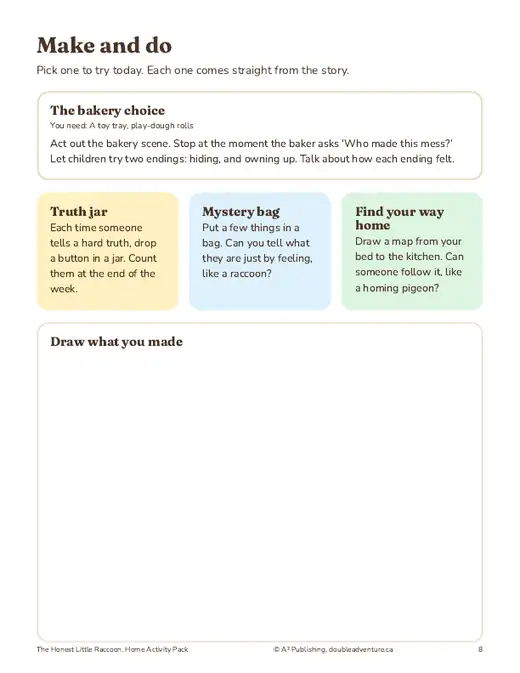 Make and do
Pick one to try today. Each one comes straight from the story.
The bakery choice
You need: A toy tray, play-dough rolls
Act out the bakery scene. Stop at the moment the baker asks 'Who made this mess?'
Let children try two endings: hiding, and owning up. Talk about how each ending felt.
Truth jar
Each time someone
tells a hard truth, drop
a button in a jar. Count
them at the end of the
week.
Mystery bag
Put a few things in a
bag. Can you tell what
they are just by feeling,
like a raccoon?
Find your way
home
Draw a map from your
bed to the kitchen. Can
someone follow it, like
a homing pigeon?
Draw what you made
The Honest Little Raccoon, Home Activity Pack
© A² Publishing, doubleadventure.ca
8